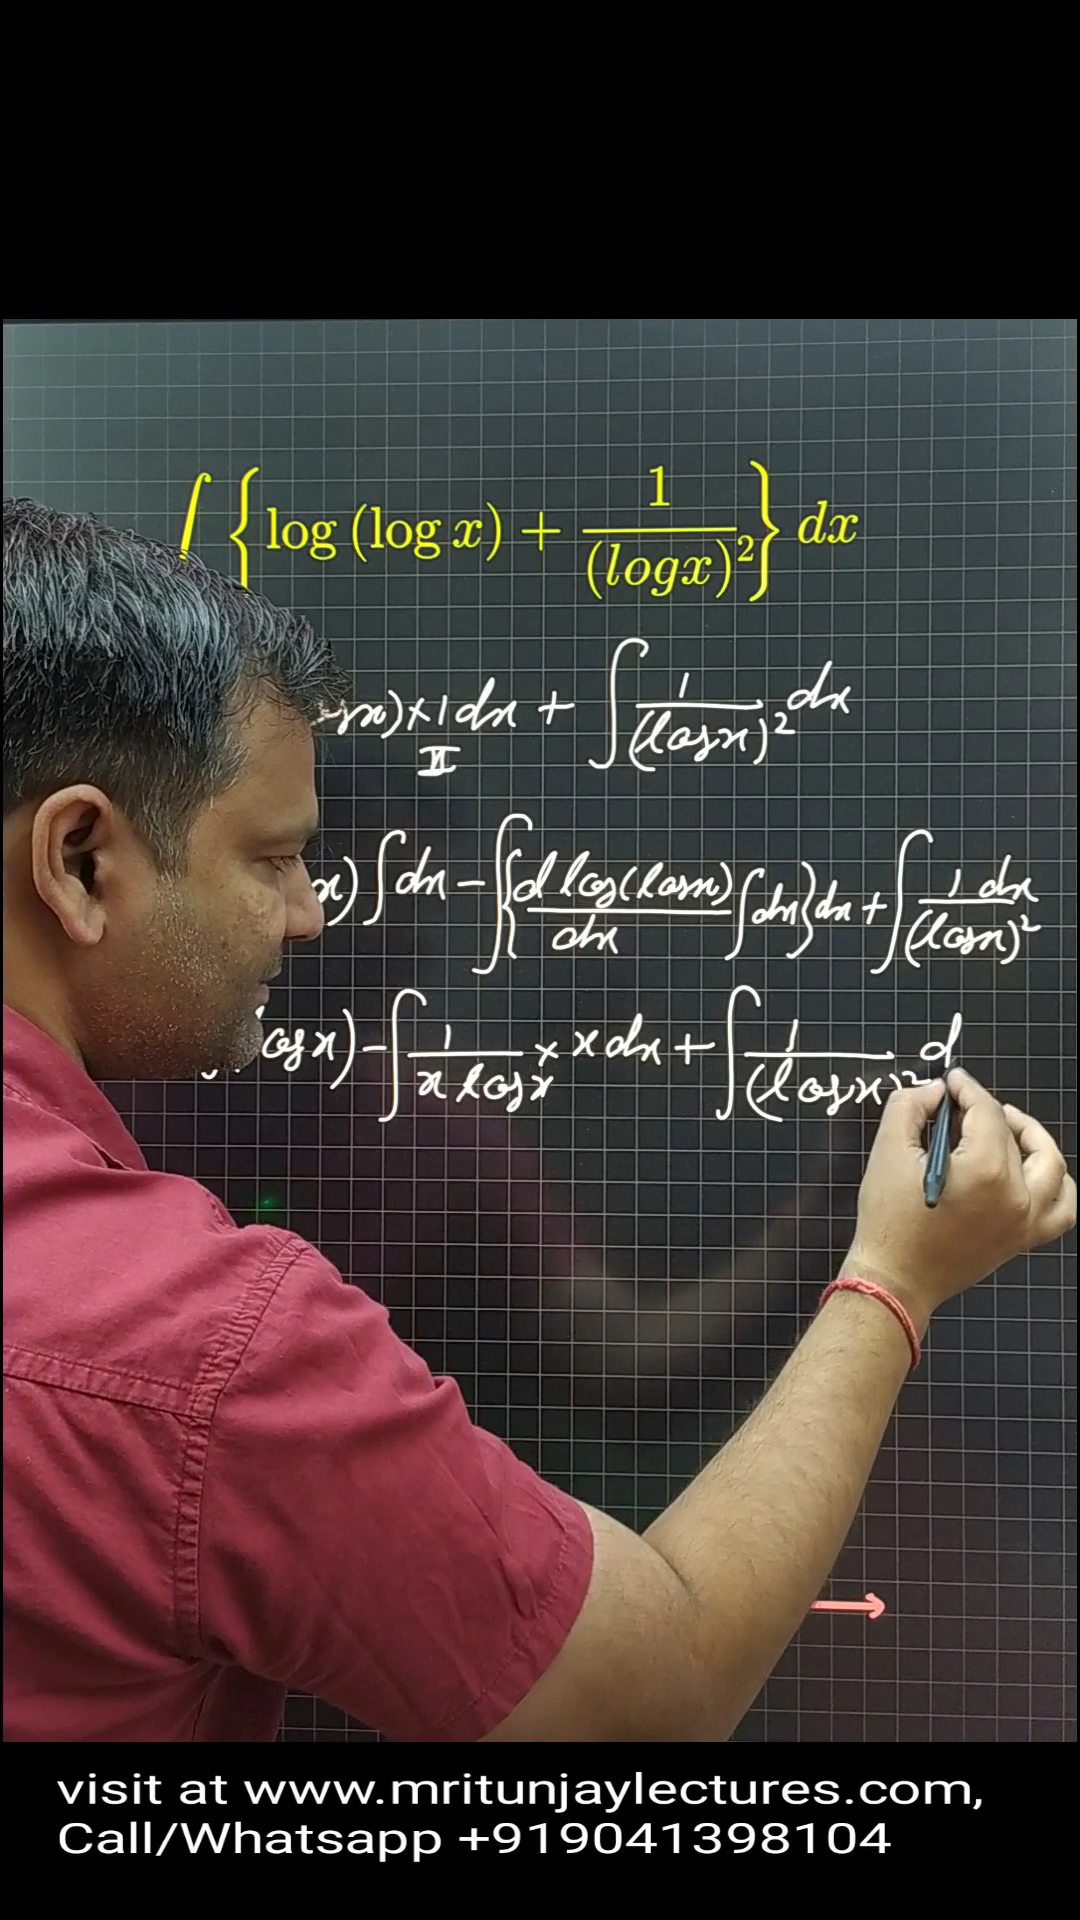 ∫ { log (log x) + 1/(logx)² } dx
x) × 1 dx + ∫ 1/(logx)² dx
II
x) ∫ dx - ∫ { d log(logx)/dx ∫ dx } dx + ∫ 1 dx/(logx)²
logx) - ∫ 1/(x logx) × x dx + ∫ 1/(logx)² d
visit at www.mritunjaylectures.com,
Call/Whatsapp +919041398104